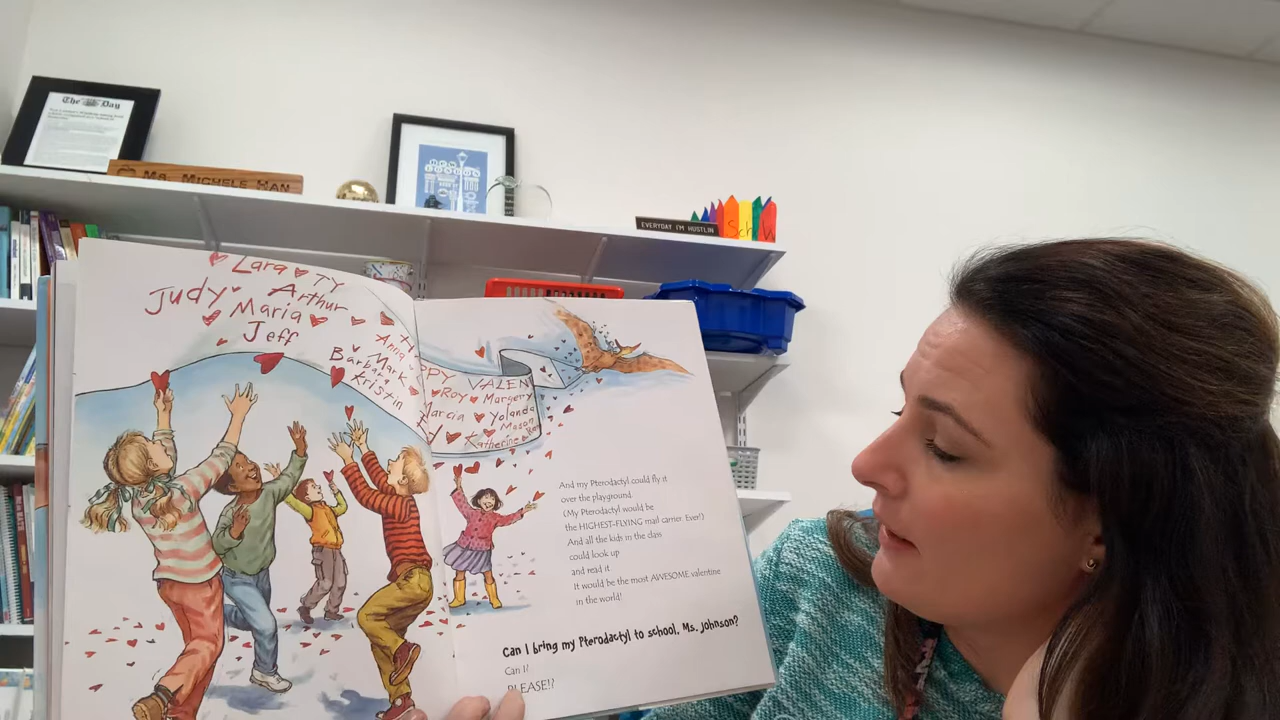 The Day
Ms. Michele Han
EVERYDAY I'M HUSTLIN
Lara TY
Judy Arthur
Maria
Jeff
Anna
Barbara Mark
Kristin
PPY VALEN
Roy Margery
Marcia Yolanda
Mason
Katherine
And my Pterodactyl could fly it
over the playground.
(My Pterodactyl would be
the HIGHEST-FLYING mail carrier. Ever!)
And all the kids in the class
could look up
and read it.
It would be the most AWESOME valentine
in the world!
Can I bring my Pterodactyl to school, Ms. Johnson?
Can I?
PLEASE!?